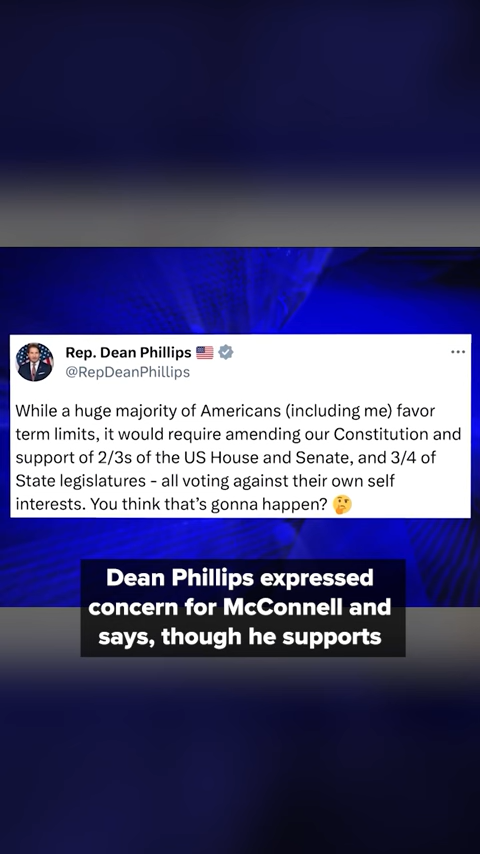 Rep. Dean Phillips 🇺🇸
@RepDeanPhillips
While a huge majority of Americans (including me) favor
term limits, it would require amending our Constitution and
support of 2/3s of the US House and Senate, and 3/4 of
State legislatures - all voting against their own self
interests. You think that's gonna happen? 🤔
Dean Phillips expressed
concern for McConnell and
says, though he supports